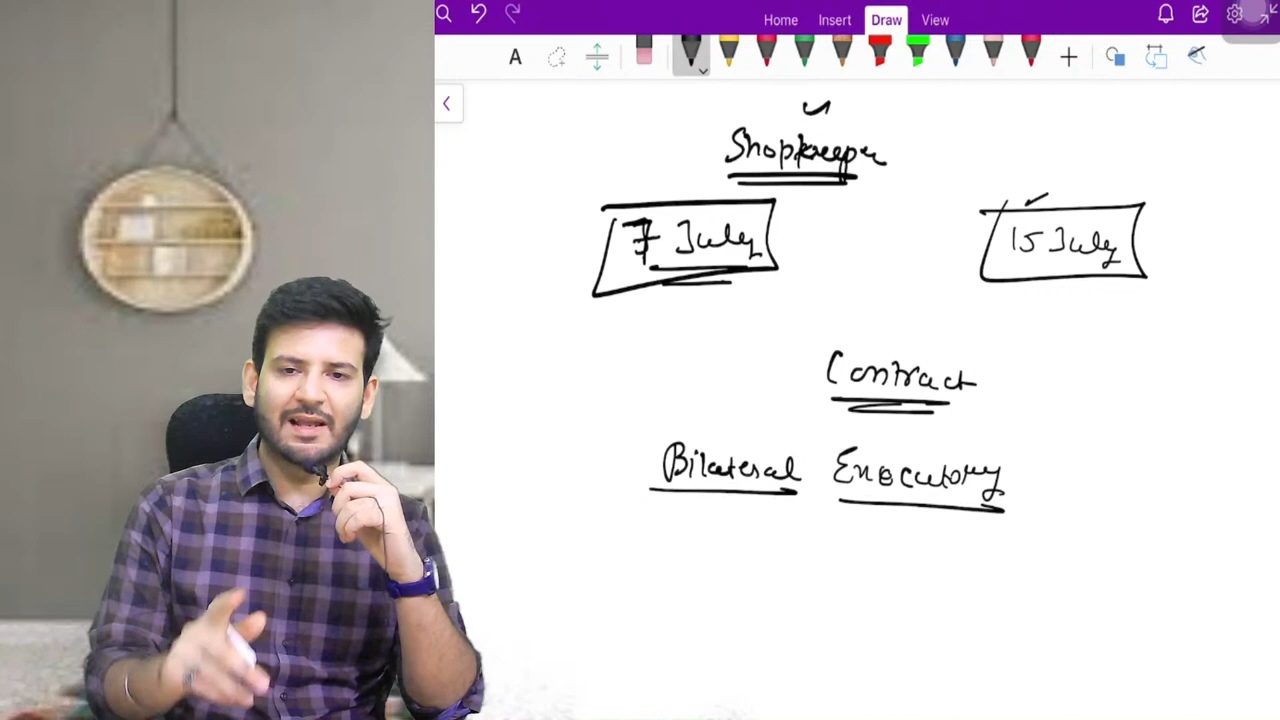 Home Insert Draw View
A
Shopkeeper
7 July 15 July
Contract
Bilateral Executory